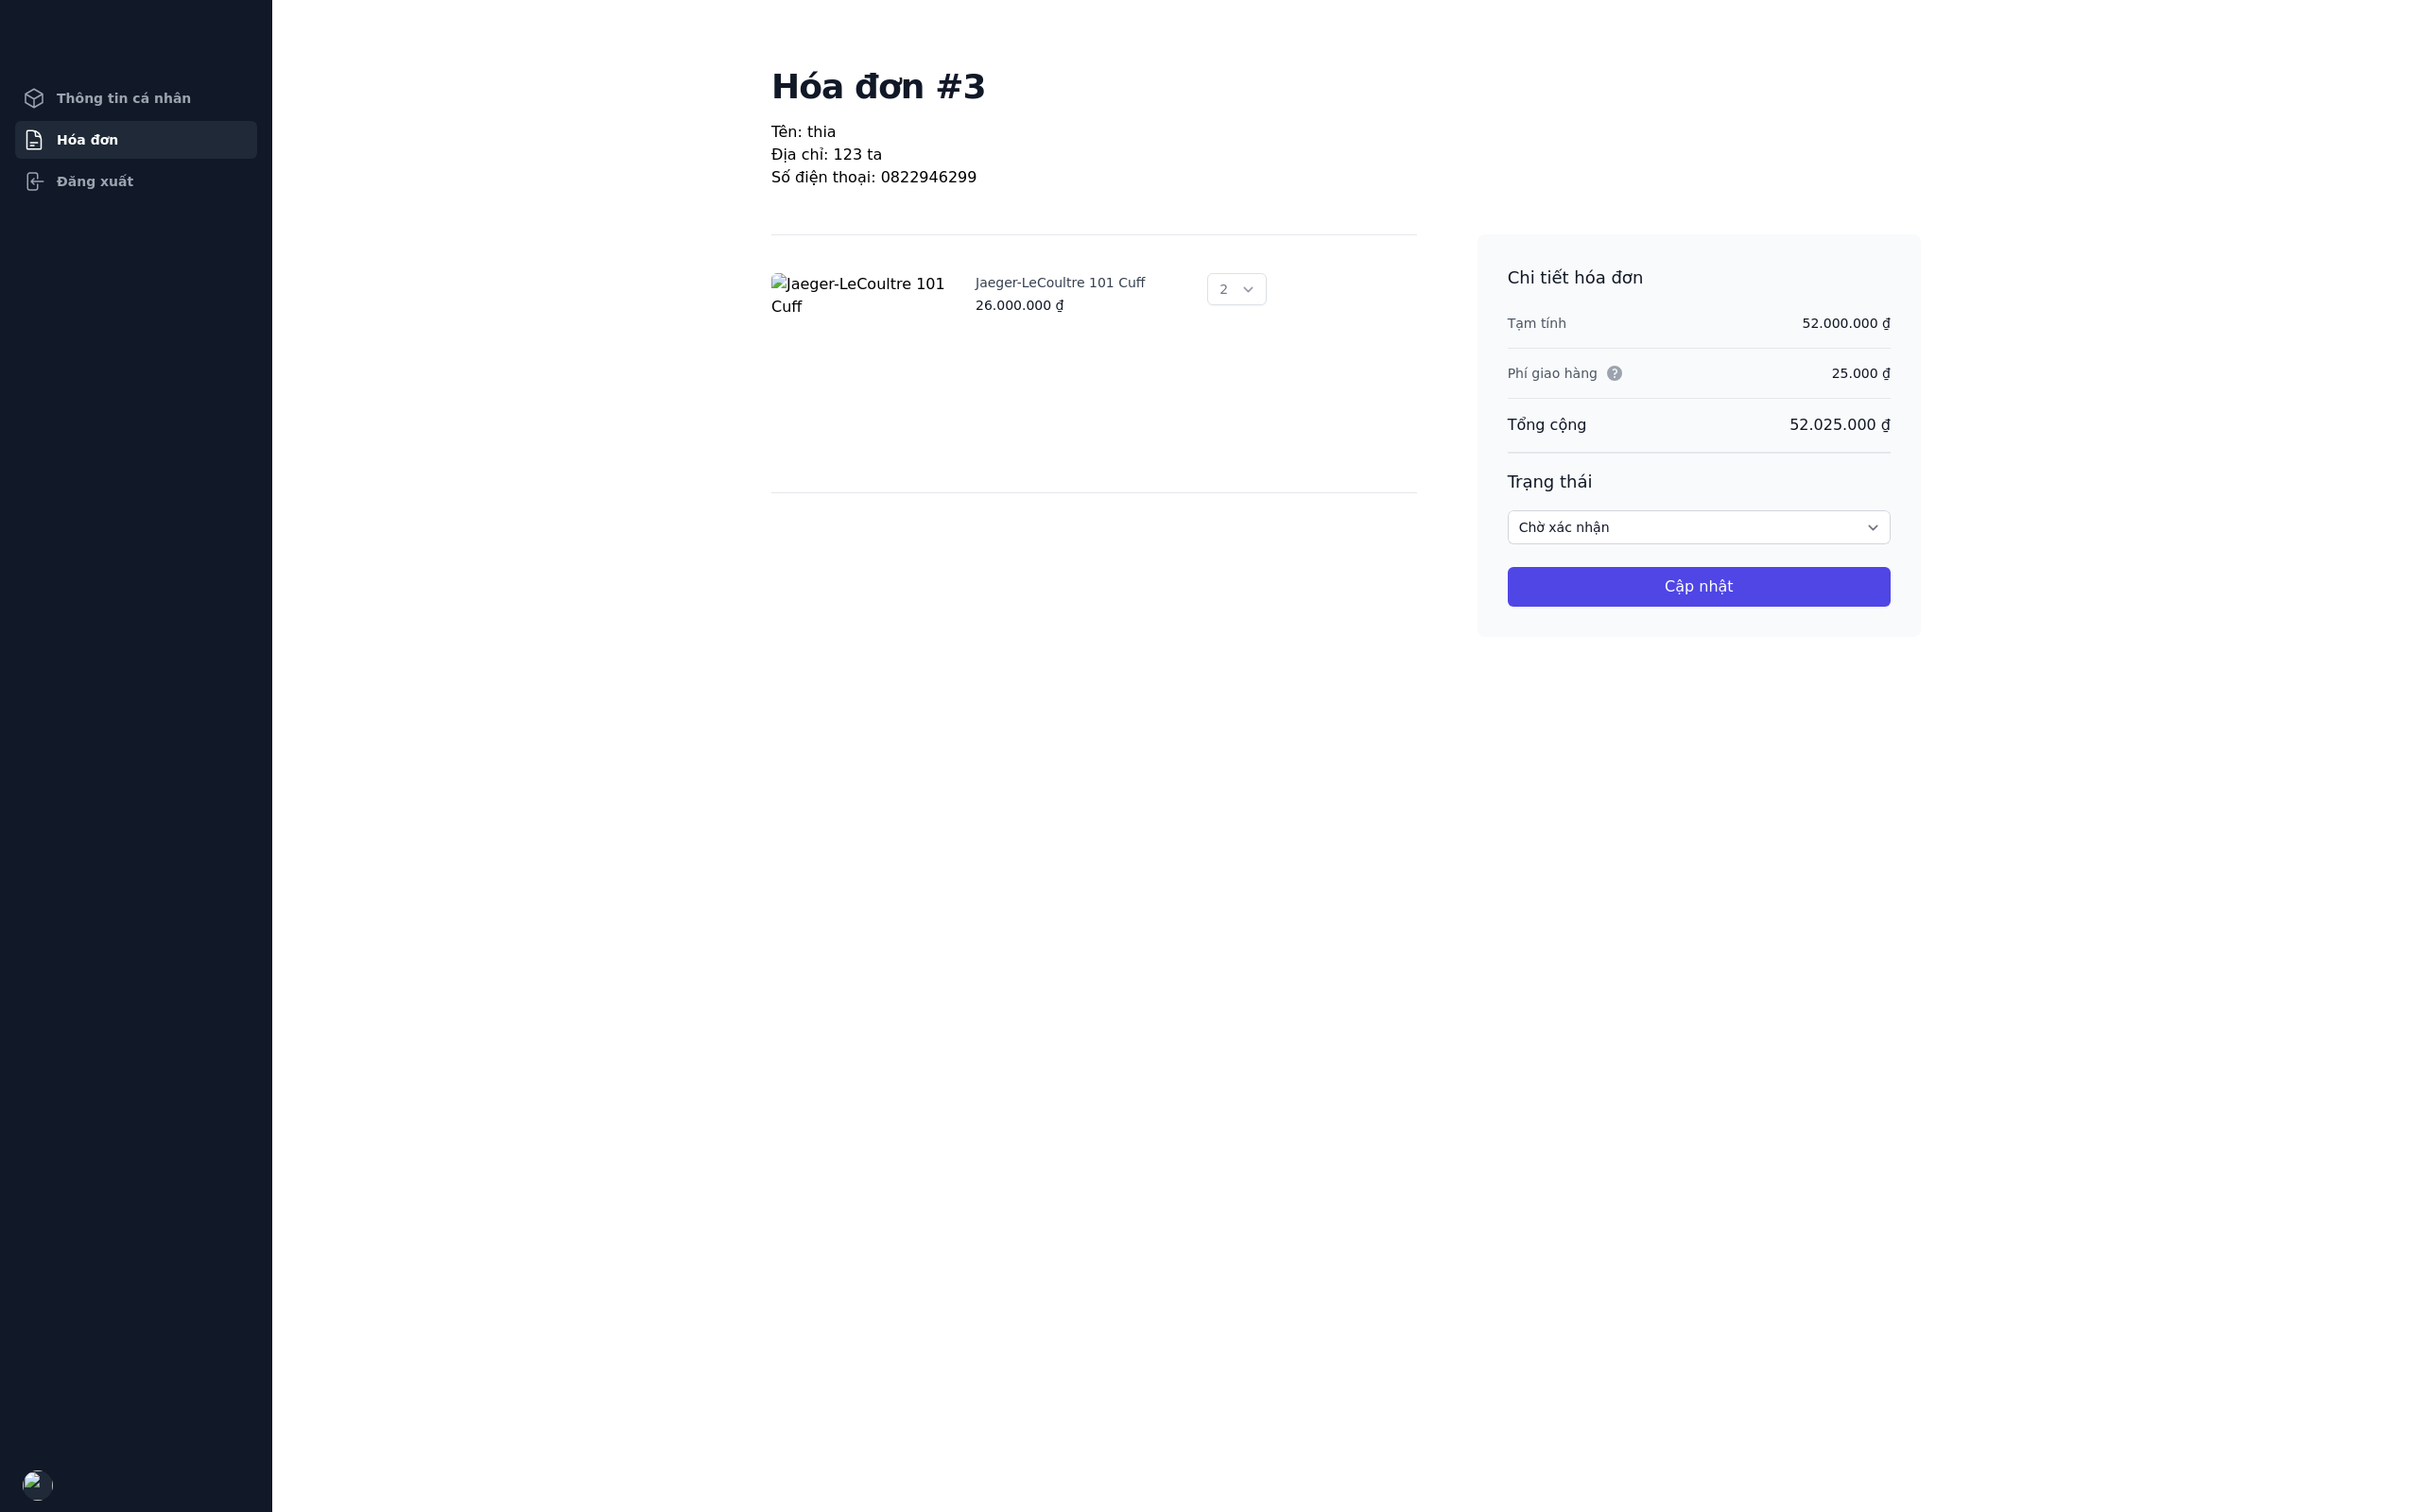 Thông tin cá nhân
Hóa đơn
Đăng xuất
Hóa đơn #3
Tên: thia
Địa chỉ: 123 ta
Số điện thoại: 0822946299
Jaeger-LeCoultre 101
Cuff
Jaeger-LeCoultre 101 Cuff
26.000.000 ₫
2
Chi tiết hóa đơn
Tạm tính 52.000.000 ₫
Phí giao hàng 25.000 ₫
Tổng cộng 52.025.000 ₫
Trạng thái
Chờ xác nhận
Cập nhật